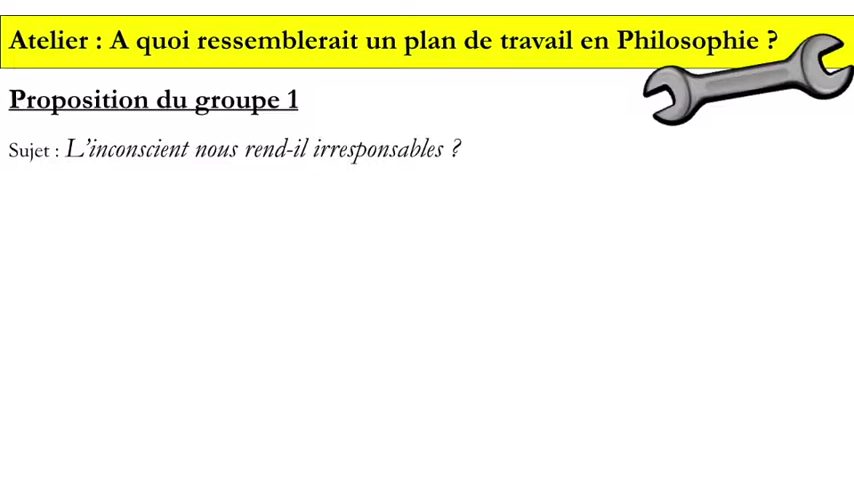 Atelier : A quoi ressemblerait un plan de travail en Philosophie ?
Proposition du groupe 1
Sujet : L’inconscient nous rend-il irresponsables ?